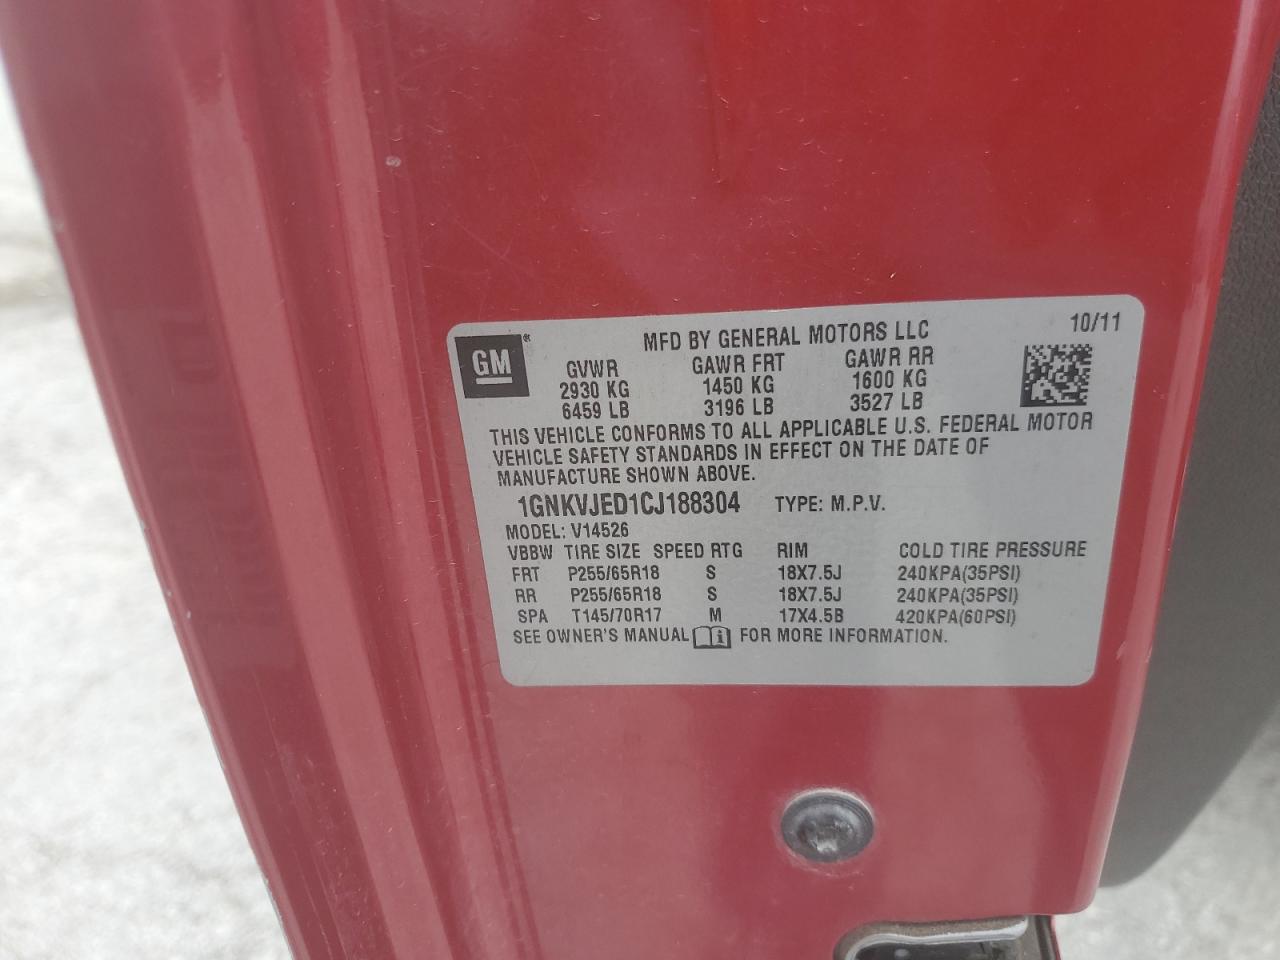 GM
MFD BY GENERAL MOTORS LLC 10/11
GVWR GAWR FRT GAWR RR
2930 KG 1450 KG 1600 KG
6459 LB 3196 LB 3527 LB
THIS VEHICLE CONFORMS TO ALL APPLICABLE U.S. FEDERAL MOTOR
VEHICLE SAFETY STANDARDS IN EFFECT ON THE DATE OF
MANUFACTURE SHOWN ABOVE.
1GNKVJED1CJ188304 TYPE: M.P.V.
MODEL: V14526
VBBW TIRE SIZE SPEED RTG RIM COLD TIRE PRESSURE
FRT P255/65R18 S 18X7.5J 240KPA(35PSI)
RR P255/65R18 S 18X7.5J 240KPA(35PSI)
SPA T145/70R17 M 17X4.5B 420KPA(60PSI)
SEE OWNER'S MANUAL i FOR MORE INFORMATION.